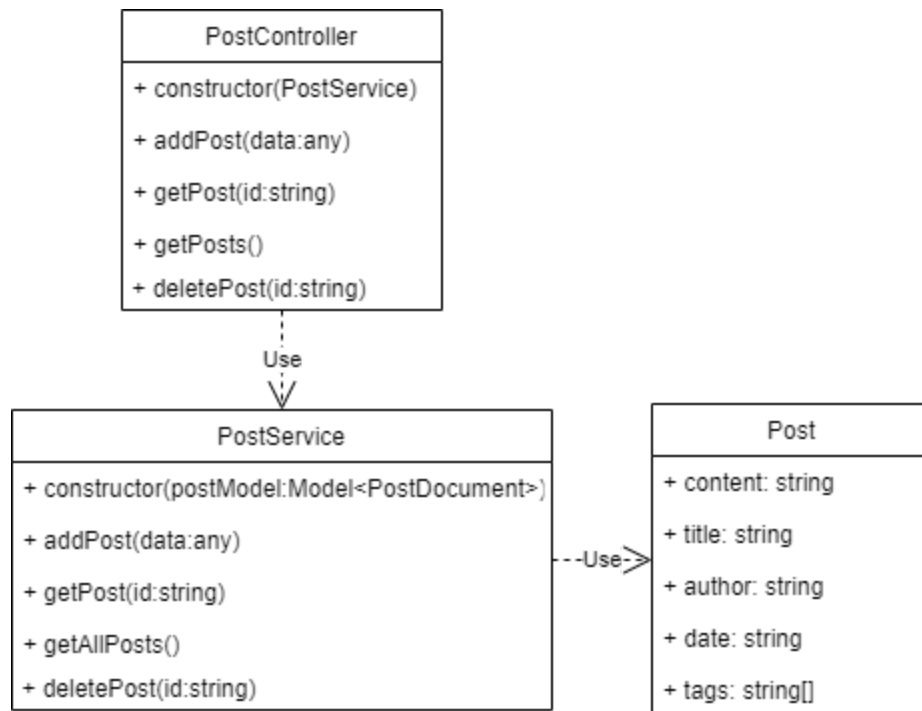 PostController
+ constructor(PostService)
+ addPost(data:any)
+ getPost(id:string)
+ getPosts()
+ deletePost(id:string)
Use
PostService
+ constructor(postModel:Model<PostDocument>)
+ addPost(data:any)
+ getPost(id:string)
+ getAllPosts()
+ deletePost(id:string)
Use
Post
+ content: string
+ title: string
+ author: string
+ date: string
+ tags: string[]